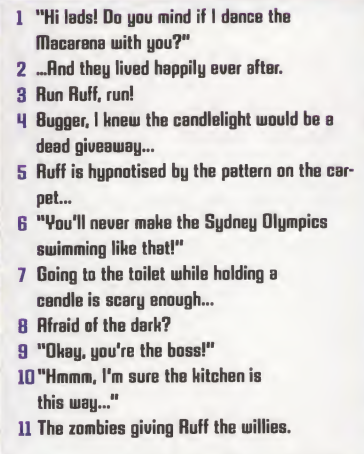 1 "Hi lads! Do you mind if I dance the
Macarena with you?"
2 ...And they lived happily ever after.
3 Run Ruff, run!
4 Bugger, I knew the candlelight would be a
dead giveaway...
5 Ruff is hypnotised by the pattern on the car-
pet...
6 "You'll never make the Sydney Olympics
swimming like that!"
7 Going to the toilet while holding a
candle is scary enough...
8 Afraid of the dark?
9 "Okay, you're the boss!"
10 "Hmmm, I'm sure the kitchen is
this way..."
11 The zombies giving Ruff the willies.